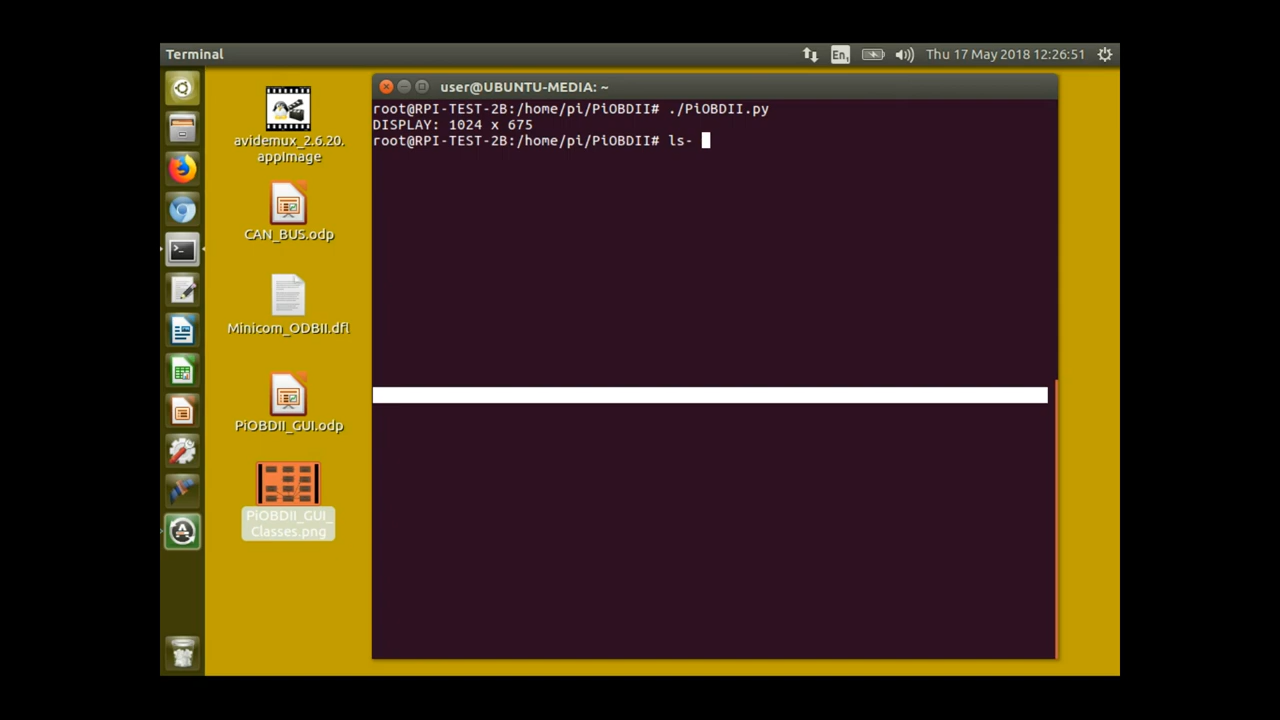 Terminal
En1
Thu 17 May 2018 12:26:51
user@UBUNTU-MEDIA: ~
root@RPI-TEST-2B:/home/pi/PiOBDII# ./PiOBDII.py
DISPLAY: 1024 x 675
root@RPI-TEST-2B:/home/pi/PiOBDII# ls-
avidemux_2.6.20.
appImage
CAN_BUS.odp
Minicom_ODBII.dfl
PiOBDII_GUI.odp
PiOBDII_GUI_
Classes.png